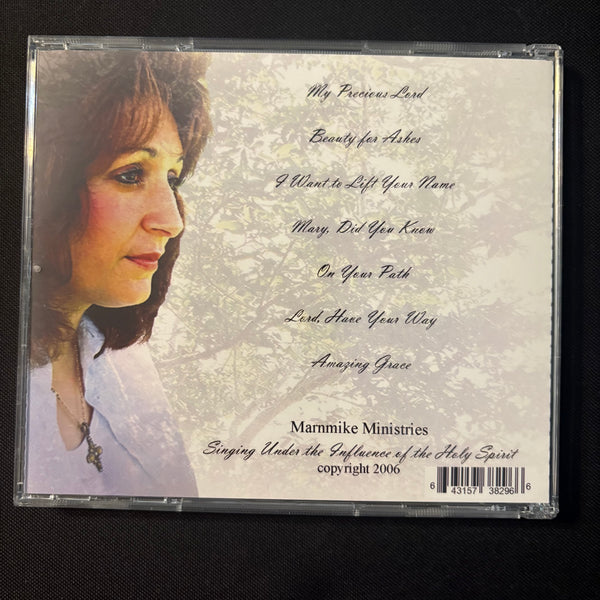 My Precious Lord
Beauty for Ashes
I Want to Lift Your Name
Mary, Did You Know
On Your Path
Lord, Have Your Way
Amazing Grace
Marnmike Ministries
Singing Under the Influence of the Holy Spirit
copyright 2006
6 43157 38296 6